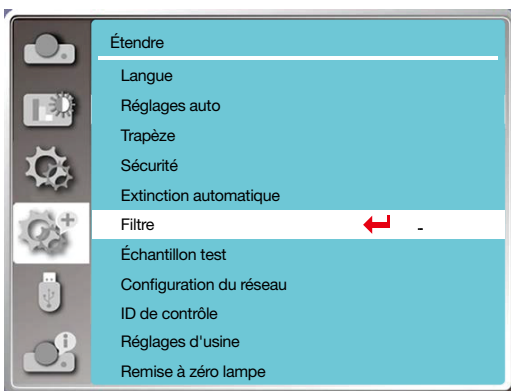 Étendre
Langue
Réglages auto
Trapèze
Sécurité
Extinction automatique
Filtre -
Échantillon test
Configuration du réseau
ID de contrôle
Réglages d'usine
Remise à zéro lampe